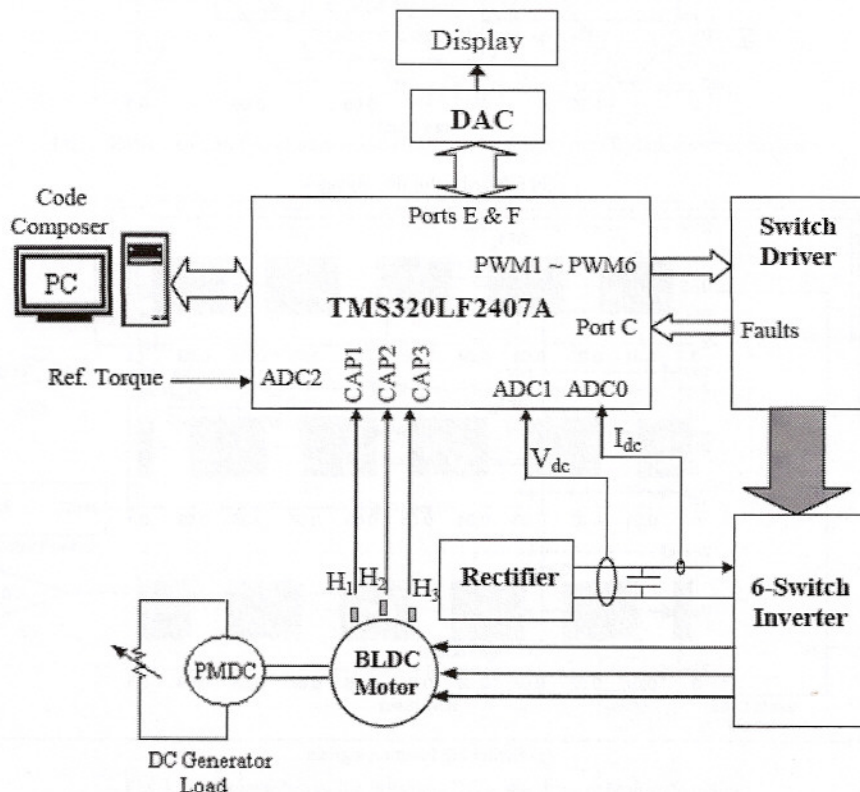 Display
DAC
Code
Composer
PC
Ports E & F
PWM1 ~ PWM6
TMS320LF2407A
Port C
Switch
Driver
Faults
Ref. Torque
ADC2
CAP1
CAP2
CAP3
ADC1
ADC0
Vdc
Idc
H1
H2
H3
Rectifier
6-Switch
Inverter
BLDC
Motor
PMDC
DC Generator
Load